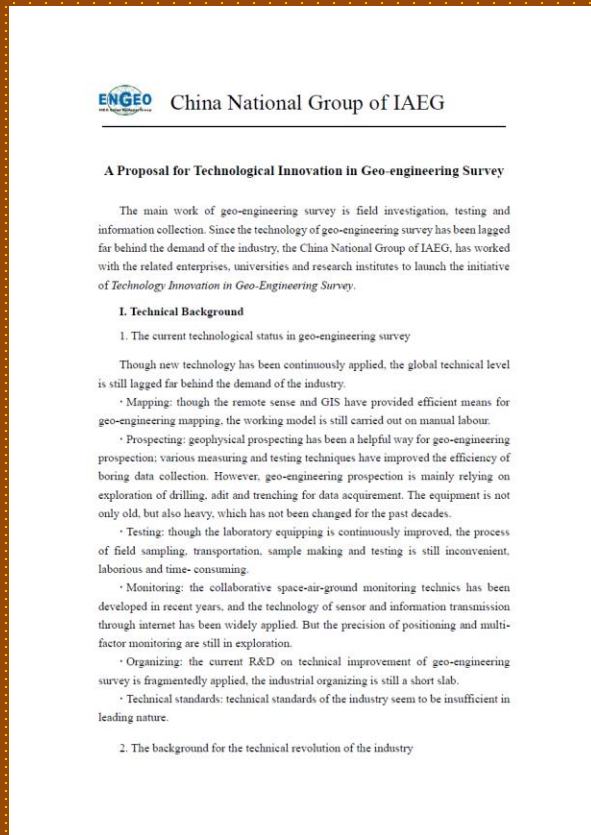 ENGEO
China National Group of IAEG
A Proposal for Technological Innovation in Geo-engineering Survey
The main work of geo-engineering survey is field investigation, testing and
information collection. Since the technology of geo-engineering survey has been lagged
far behind the demand of the industry, the China National Group of IAEG, has worked
with the related enterprises, universities and research institutes to launch the initiative
of Technology Innovation in Geo-Engineering Survey.
I. Technical Background
1. The current technological status in geo-engineering survey
Though new technology has been continuously applied, the global technical level
is still lagged far behind the demand of the industry.
· Mapping: though the remote sense and GIS have provided efficient means for
geo-engineering mapping, the working model is still carried out on manual labour.
· Prospecting: geophysical prospecting has been a helpful way for geo-engineering
prospection; various measuring and testing techniques have improved the efficiency of
boring data collection. However, geo-engineering prospection is mainly relying on
exploration of drilling, adit and trenching for data acquirement. The equipment is not
only old, but also heavy, which has not been changed for the past decades.
· Testing: though the laboratory equipping is continuously improved, the process
of field sampling, transportation, sample making and testing is still inconvenient,
laborious and time- consuming.
· Monitoring: the collaborative space-air-ground monitoring technics has been
developed in recent years, and the technology of sensor and information transmission
through internet has been widely applied. But the precision of positioning and multi-
factor monitoring are still in exploration.
· Organizing: the current R&D on technical improvement of geo-engineering
survey is fragmentedly applied, the industrial organizing is still a short slab.
· Technical standards: technical standards of the industry seem to be insufficient in
leading nature.
2. The background for the technical revolution of the industry